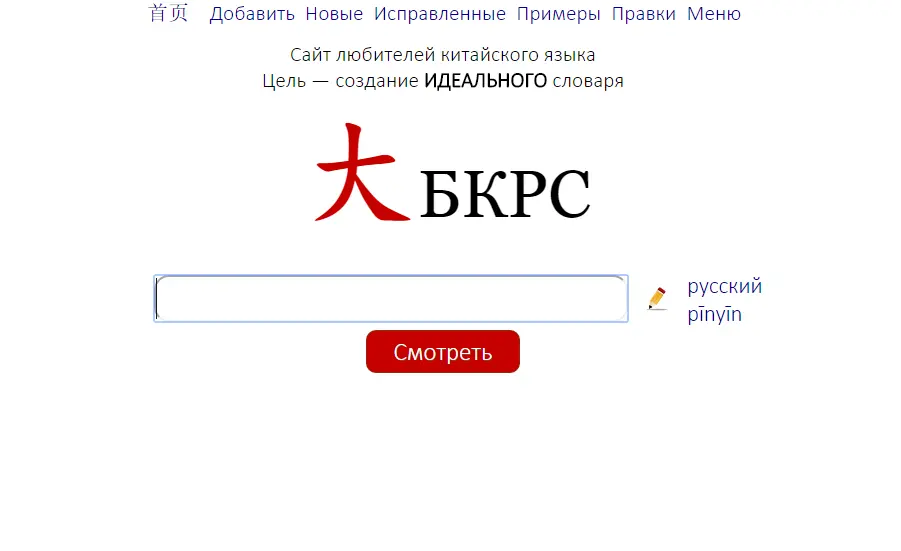 首页 Добавить Новые Исправленные Примеры Правки Меню
Сайт любителей китайского языка
Цель — создание ИДЕАЛЬНОГО словаря
大 БКРС
русский
pīnyīn
Смотреть